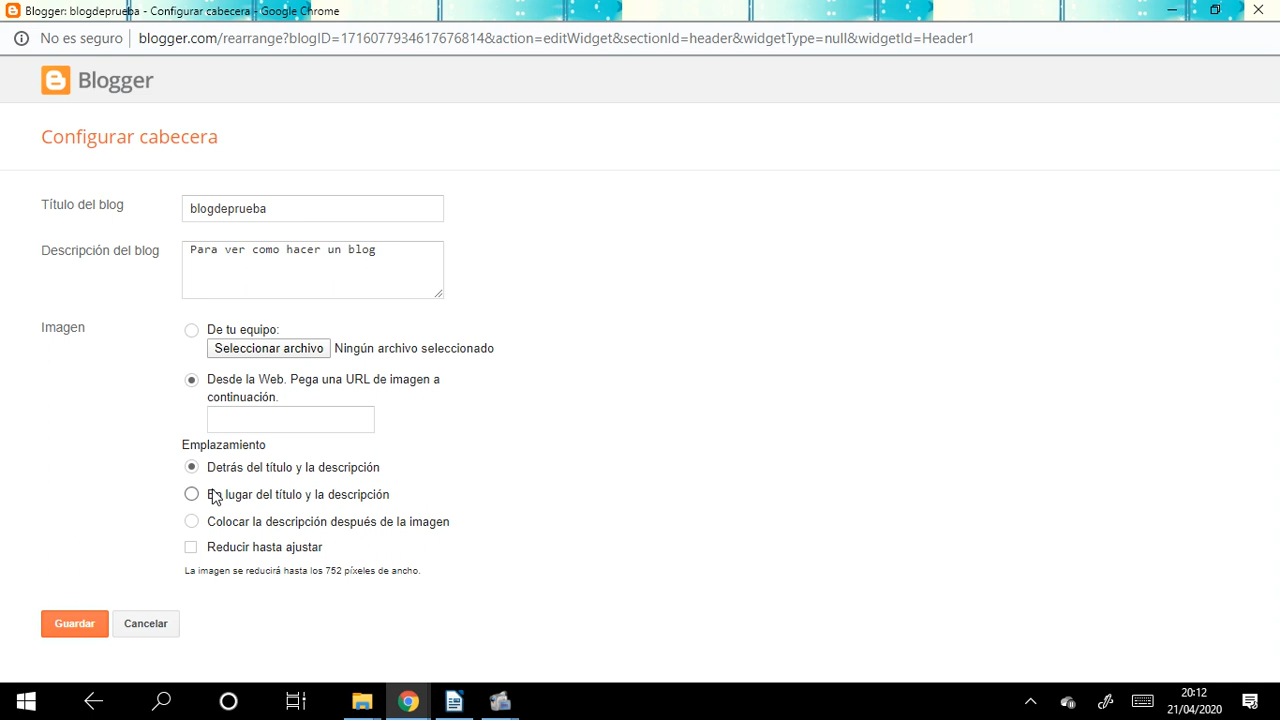 Blogger: blogdeprueba - Configurar cabecera - Google Chrome
No es seguro blogger.com/rearrange?blogID=1716077934617676814&action=editWidget&sectionId=header&widgetType=null&widgetId=Header1
Blogger
Configurar cabecera
Título del blog blogdeprueba
Descripción del blog Para ver como hacer un blog
Imagen De tu equipo:
Seleccionar archivo Ningún archivo seleccionado
Desde la Web. Pega una URL de imagen a
continuación.
Emplazamiento
Detrás del título y la descripción
En lugar del título y la descripción
Colocar la descripción después de la imagen
Reducir hasta ajustar
La imagen se reducirá hasta los 752 píxeles de ancho.
Guardar Cancelar
20:12
21/04/2020